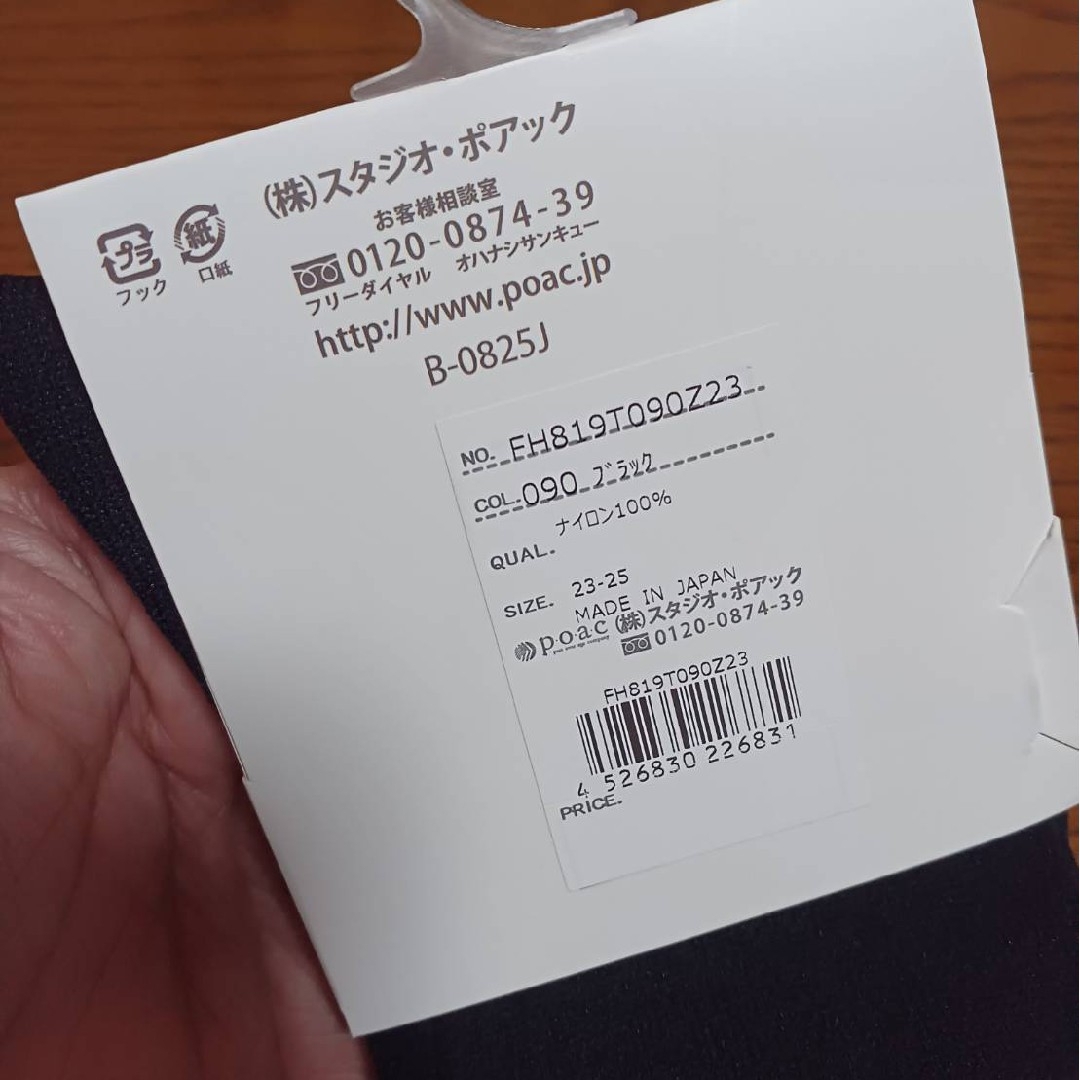 (株)スタジオ・ポアック
お客様相談室
0120-0874-39
フリーダイヤル オハナシサンキュー
http://www.poac.jp
B-0825J
プラ
フック
紙
口紙
NO. FH819T090Z23
COL. 090 ブラック
QUAL. ナイロン100%
SIZE. 23-25
MADE IN JAPAN
p.o.a.c (株)スタジオ・ポアック
0120-0874-39
FH819T090Z23
4 526830 226831
PRICE.